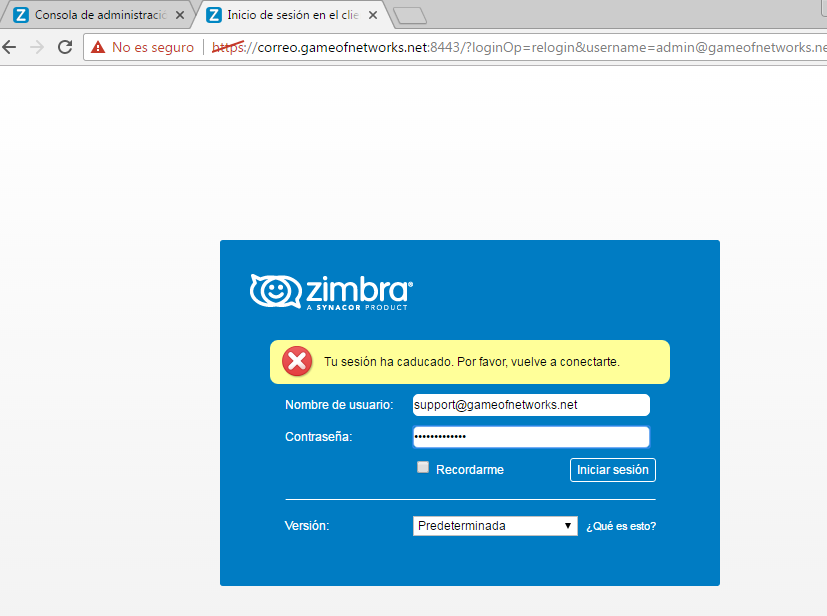 Consola de administració
Inicio de sesión en el clie
No es seguro https://correo.gameofnetworks.net:8443/?loginOp=relogin&username=admin@gameofnetworks.ne
zimbra®
A SYNACOR PRODUCT
Tu sesión ha caducado. Por favor, vuelve a conectarte.
Nombre de usuario: support@gameofnetworks.net
Contraseña: •••••••••••••
Recordarme Iniciar sesión
Versión: Predeterminada ¿Qué es esto?